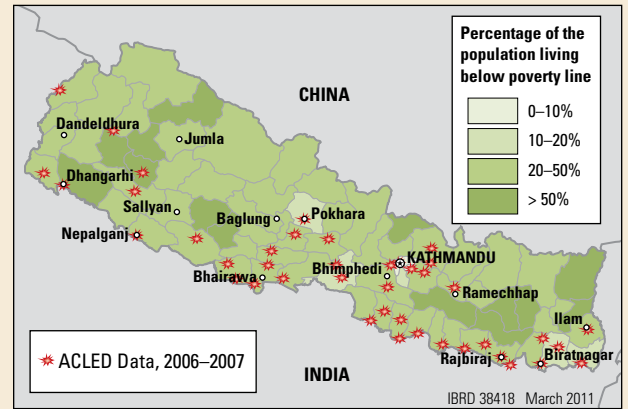 Percentage of the
population living
below poverty line
0–10%
10–20%
20–50%
> 50%
CHINA
Dandeldhura
Jumla
Dhangarhi
Sallyan
Baglung
Pokhara
Nepalganj
KATHMANDU
Bhimphedi
Bhairawa
Ramechhap
Ilam
Rajbiraj
Biratnagar
ACLED Data, 2006–2007
INDIA
IBRD 38418 March 2011